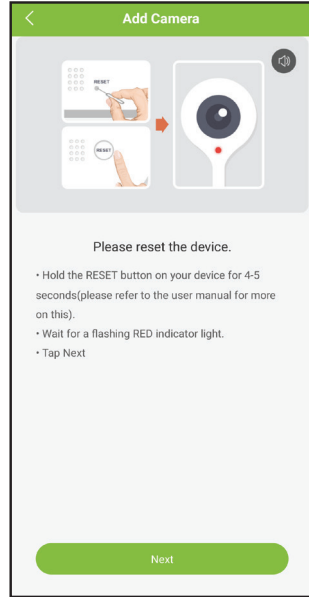 Add Camera
RESET
RESET
Please reset the device.
• Hold the RESET button on your device for 4-5
seconds(please refer to the user manual for more
on this).
• Wait for a flashing RED indicator light.
• Tap Next
Next